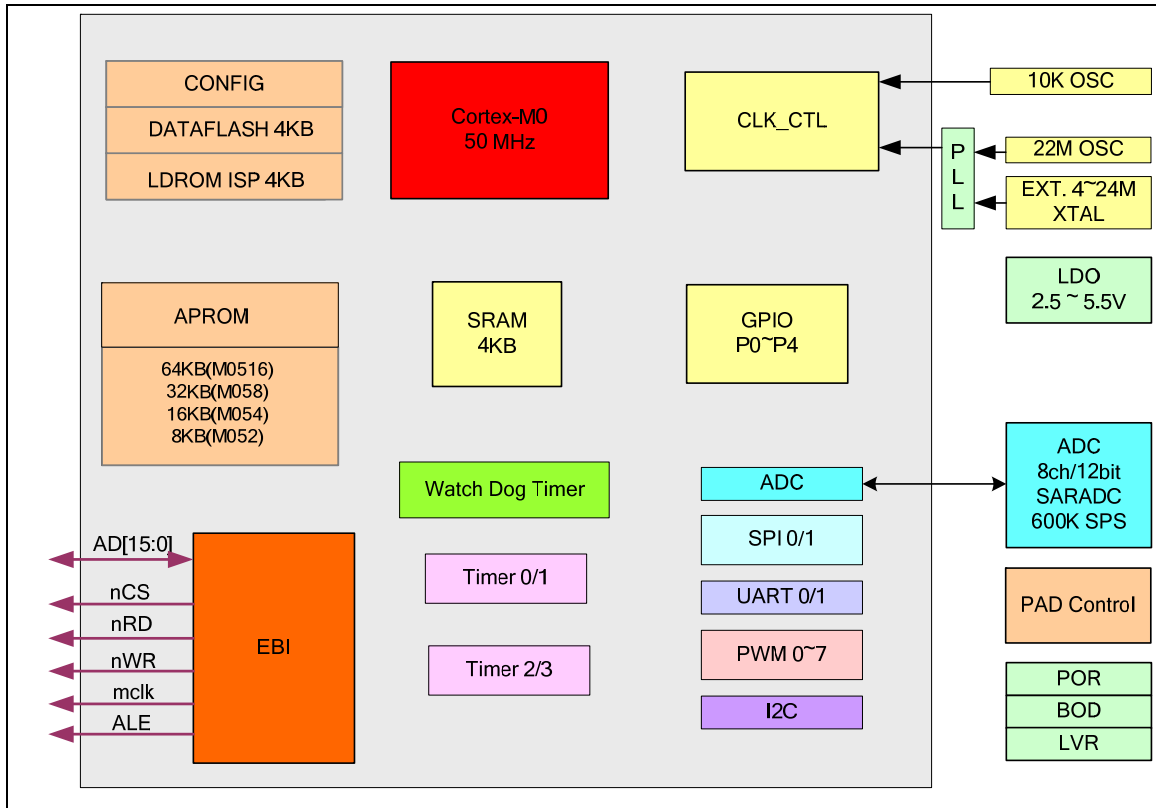 CONFIG
DATAFLASH 4KB
LDROM ISP 4KB
Cortex-M0
50 MHz
CLK_CTL
10K OSC
P
L
L
22M OSC
EXT. 4~24M
XTAL
LDO
2.5 ~ 5.5V
APROM
64KB(M0516)
32KB(M058)
16KB(M054)
8KB(M052)
SRAM
4KB
GPIO
P0~P4
Watch Dog Timer
ADC
ADC
8ch/12bit
SARADC
600K SPS
SPI 0/1
Timer 0/1
UART 0/1
PAD Control
Timer 2/3
PWM 0~7
I2C
POR
BOD
LVR
AD[15:0]
nCS
nRD
nWR
mclk
ALE
EBI